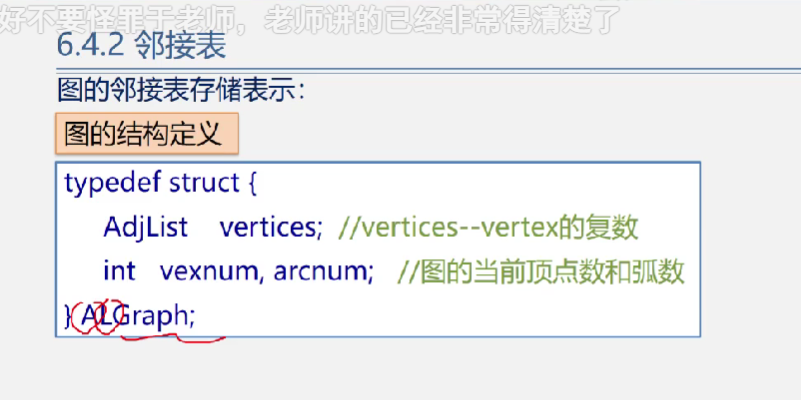 好不要怪罪于老师，老师讲的已经非常得清楚了
6.4.2 邻接表
图的邻接表存储表示：
图的结构定义
typedef struct {
AdjList vertices; //vertices--vertex的复数
int vexnum, arcnum; //图的当前顶点数和弧数
} ALGraph;